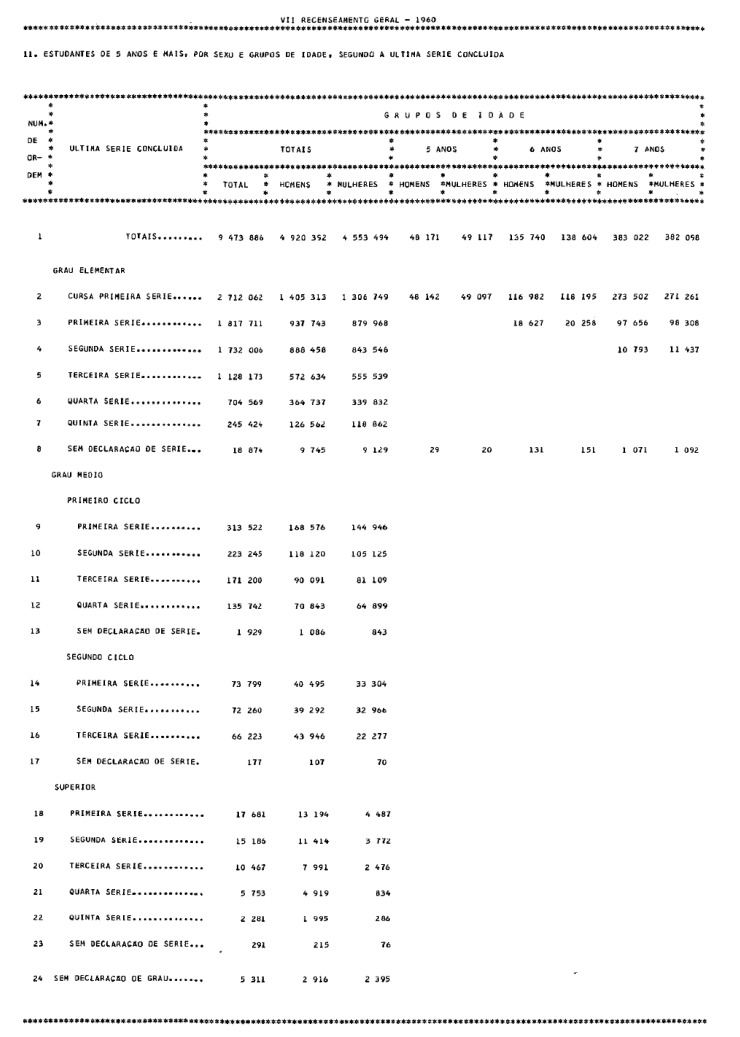 VII RECENSEAMENTO GERAL - 1960
11. ESTUDANTES DE 5 ANOS E MAIS, POR SEXO E GRUPOS DE IDADE, SEGUNDO A ULTIMA SERIE CONCLUIDA
G R U P O S D E I D A D E
NUM.
DE ULTIMA SERIE CONCLUIDA TOTAIS 5 ANOS 6 ANOS 7 ANOS
OR-
DEM TOTAL HOMENS MULHERES HOMENS MULHERES HOMENS MULHERES HOMENS MULHERES
1 TOTAIS......... 9 473 886 4 920 392 4 553 494 48 171 49 117 135 740 138 604 383 022 382 098
GRAU ELEMENTAR
2 CURSA PRIMEIRA SERIE...... 2 712 062 1 405 313 1 306 749 48 142 49 097 116 982 118 195 273 502 271 261
3 PRIMEIRA SERIE............ 1 817 711 937 743 879 968 18 627 20 258 97 656 98 308
4 SEGUNDA SERIE............. 1 732 006 888 458 843 546 10 793 11 437
5 TERCEIRA SERIE............ 1 128 173 572 634 555 539
6 QUARTA SERIE.............. 704 569 364 737 339 832
7 QUINTA SERIE.............. 245 424 126 562 118 862
8 SEM DECLARAÇAO DE SERIE... 18 874 9 745 9 129 29 20 131 151 1 071 1 092
GRAU MEDIO
PRIMEIRO CICLO
9 PRIMEIRA SERIE.......... 313 522 168 576 144 946
10 SEGUNDA SERIE........... 223 245 118 120 105 125
11 TERCEIRA SERIE.......... 171 200 90 091 81 109
12 QUARTA SERIE............ 135 742 70 843 64 899
13 SEM DECLARAÇAO DE SERIE. 1 929 1 086 843
SEGUNDO CICLO
14 PRIMEIRA SERIE.......... 73 799 40 495 33 304
15 SEGUNDA SERIE........... 72 260 39 292 32 966
16 TERCEIRA SERIE.......... 66 223 43 946 22 277
17 SEM DECLARAÇAO DE SERIE. 177 107 70
SUPERIOR
18 PRIMEIRA SERIE............ 17 681 13 194 4 487
19 SEGUNDA SERIE............. 15 186 11 414 3 772
20 TERCEIRA SERIE............ 10 467 7 991 2 476
21 QUARTA SERIE.............. 5 753 4 919 834
22 QUINTA SERIE.............. 2 281 1 995 286
23 SEM DECLARAÇAO DE SERIE... 291 215 76
24 SEM DECLARAÇAO DE GRAU....... 5 311 2 916 2 395